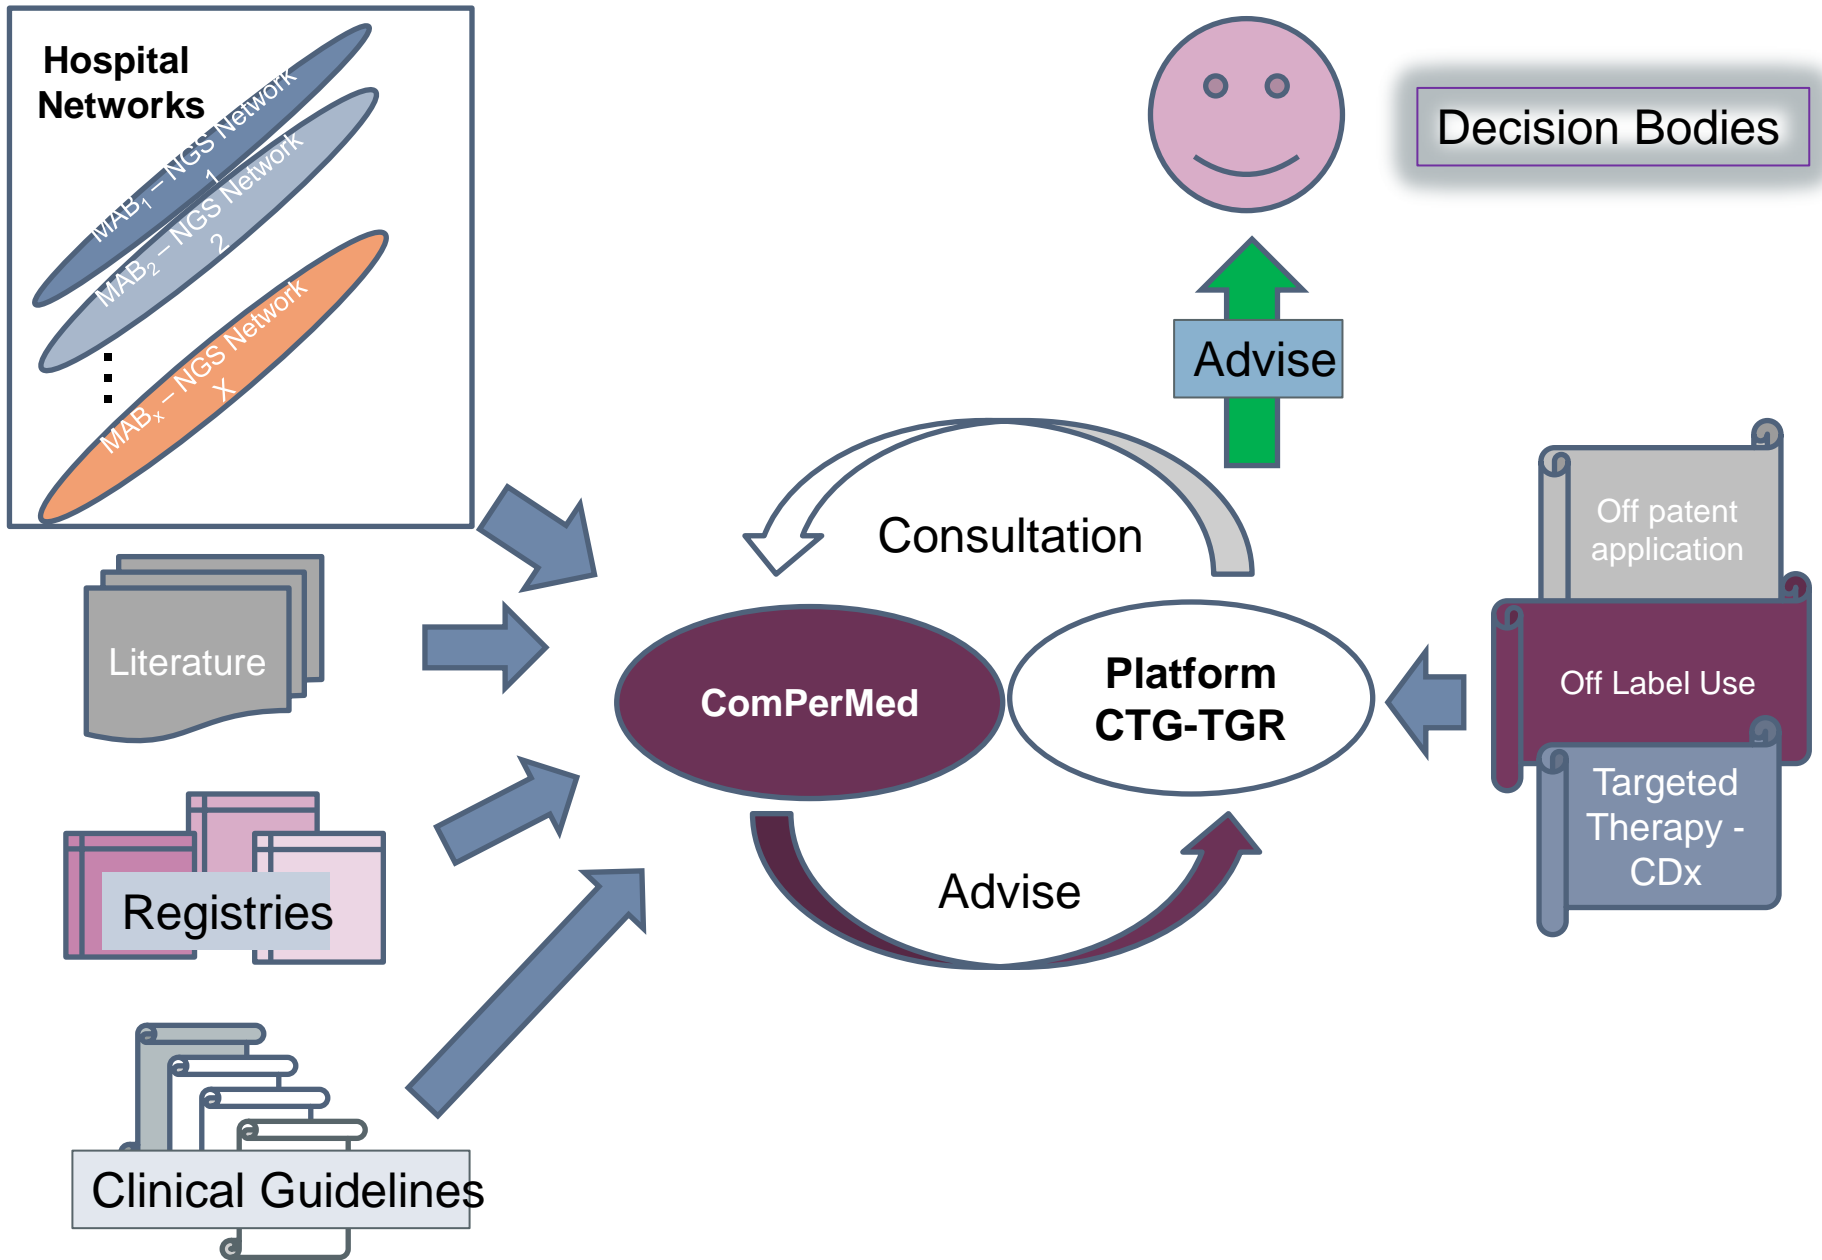 Hospital
Networks
MAB₁ – NGS Network
1
MAB₂ – NGS Network
2
MABₓ – NGS Network
X
Literature
Registries
Clinical Guidelines
Decision Bodies
Advise
Consultation
ComPerMed
Platform
CTG-TGR
Advise
Off patent
application
Off Label Use
Targeted
Therapy -
CDx